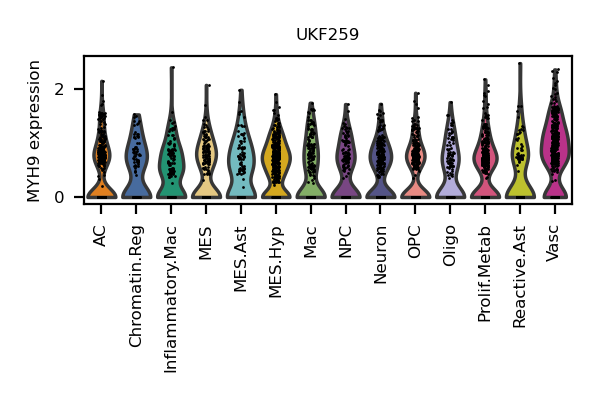 UKF259
MYH9 expression
2
0
AC
Chromatin.Reg
Inflammatory.Mac
MES
MES.Ast
MES.Hyp
Mac
NPC
Neuron
OPC
Oligo
Prolif.Metab
Reactive.Ast
Vasc